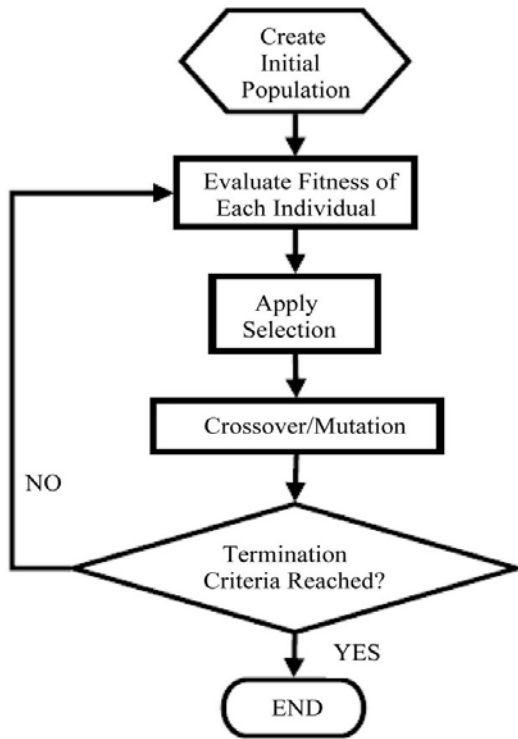 Create
Initial
Population
Evaluate Fitness of
Each Individual
Apply
Selection
Crossover/Mutation
NO
Termination
Criteria Reached?
YES
END